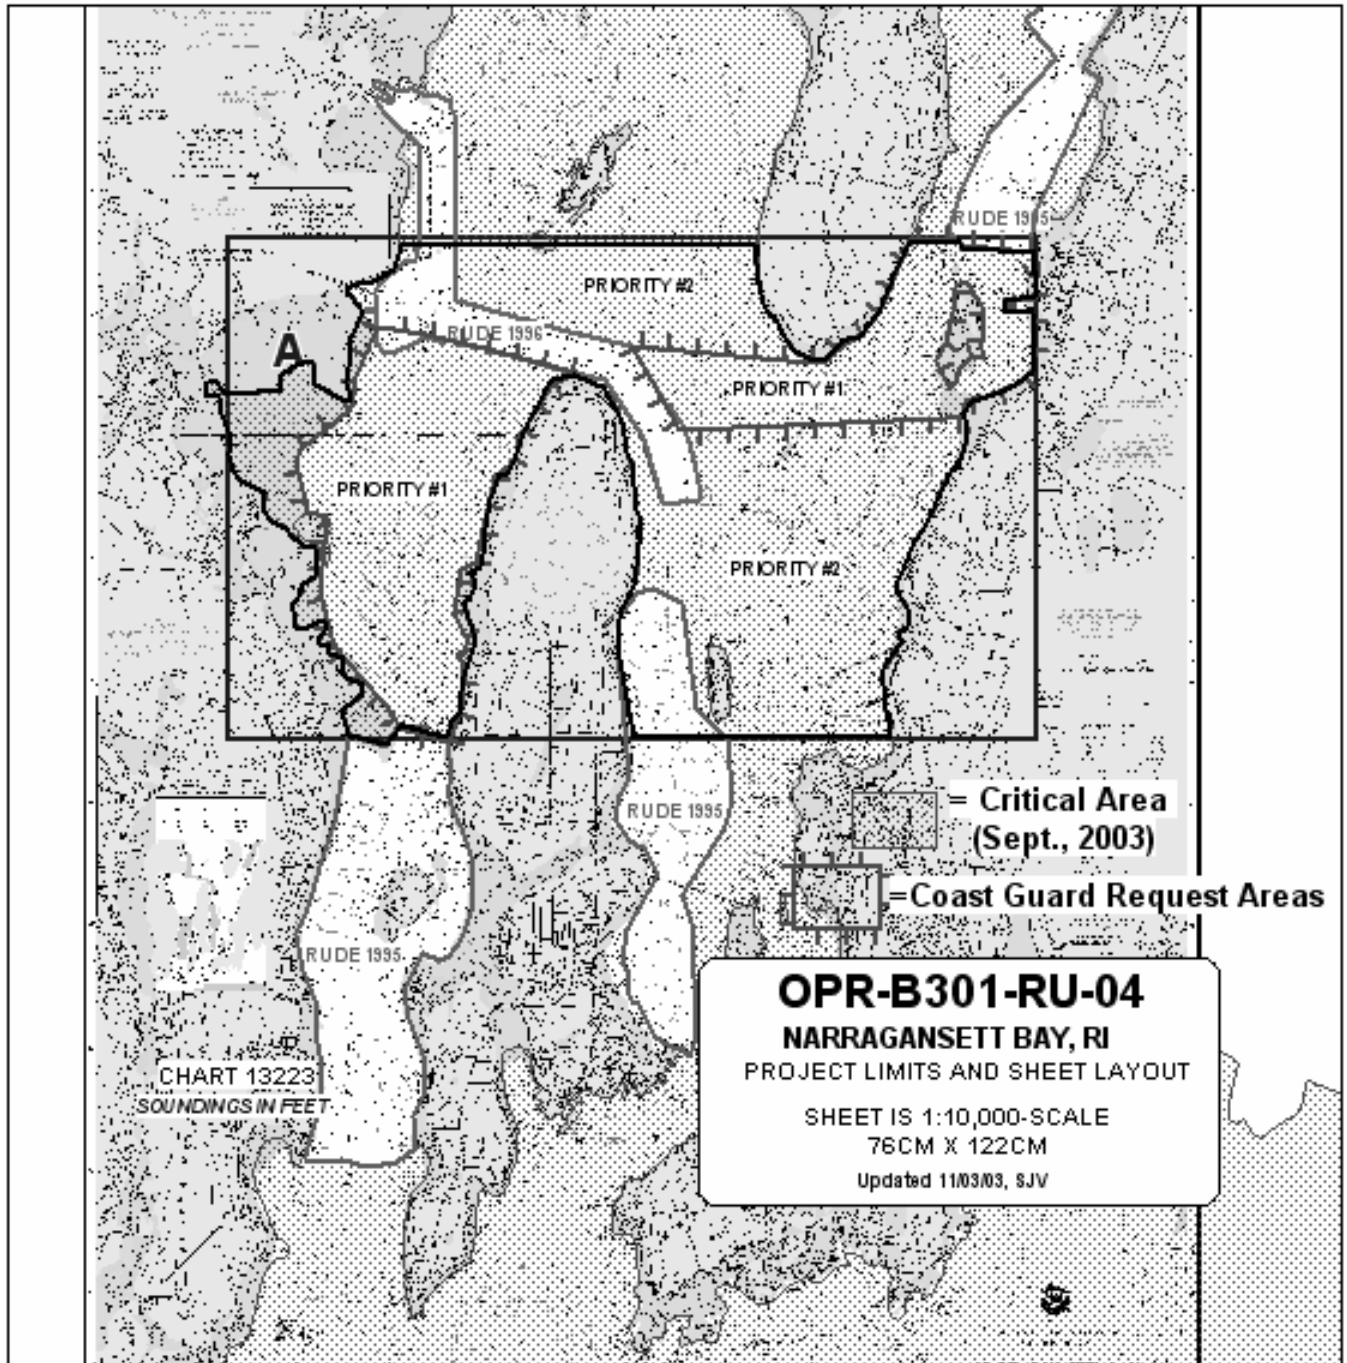 RUDE 1995
PRIORITY #2
A
RUDE 1996
PRIORITY #1
PRIORITY #1
PRIORITY #2
= Critical Area
(Sept., 2003)
RUDE 1995
=Coast Guard Request Areas
RUDE 1995
OPR-B301-RU-04
NARRAGANSETT BAY, RI
PROJECT LIMITS AND SHEET LAYOUT
CHART 13223
SOUNDINGS IN FEET
SHEET IS 1:10,000-SCALE
76CM X 122CM
Updated 11/03/03, SJV